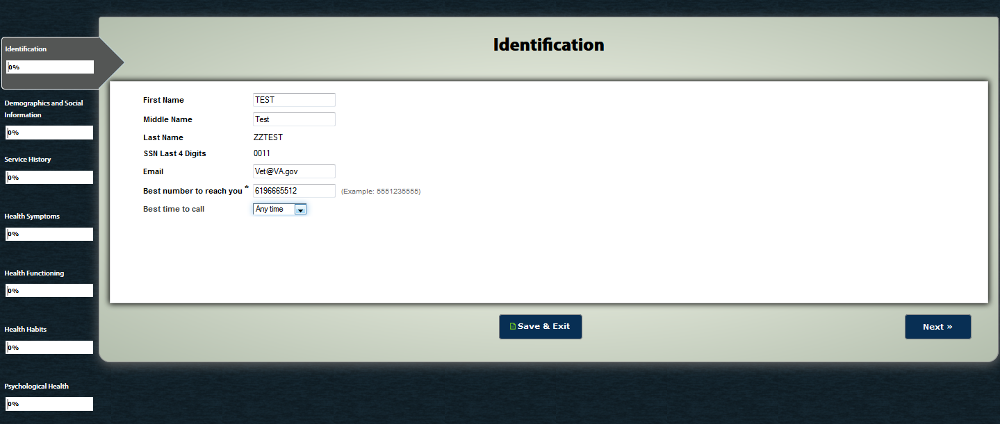 Identification
0%
Demographics and Social
Information
0%
Service History
0%
Health Symptoms
0%
Health Functioning
0%
Health Habits
0%
Psychological Health
0%
Identification
First Name TEST
Middle Name Test
Last Name ZZTEST
SSN Last 4 Digits 0011
Email Vet@VA.gov
Best number to reach you * 6196665512 (Example: 5551235555)
Best time to call Any time
Save & Exit
Next »